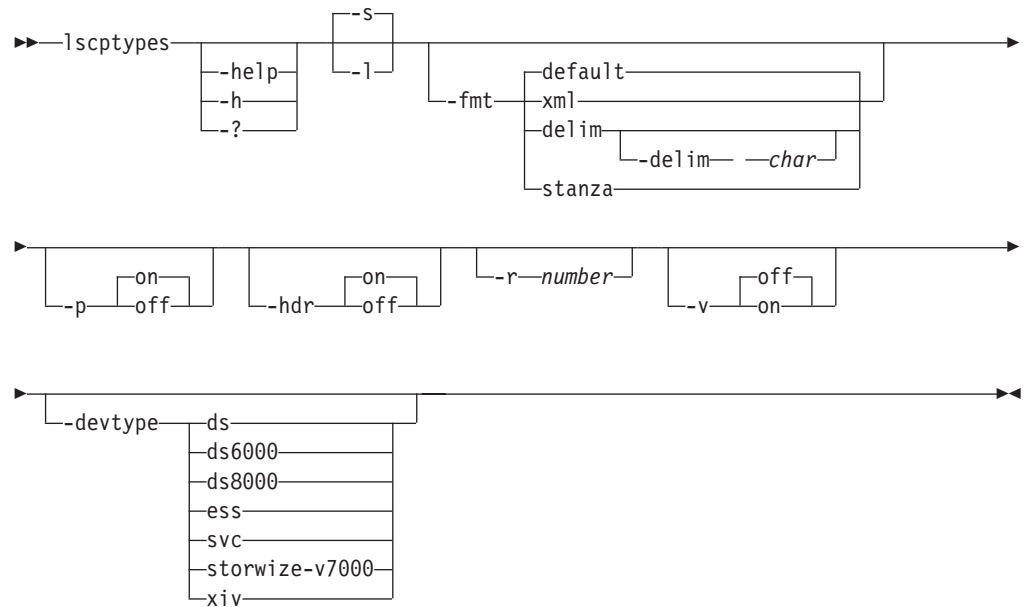 -s
lscptypes
-help
-l
default
-h
-fmt
xml
-?
delim
-delim char
stanza
on
on
-r number
off
-p off
-hdr off
-v on
-devtype ds
ds6000
ds8000
ess
svc
storwize-v7000
xiv